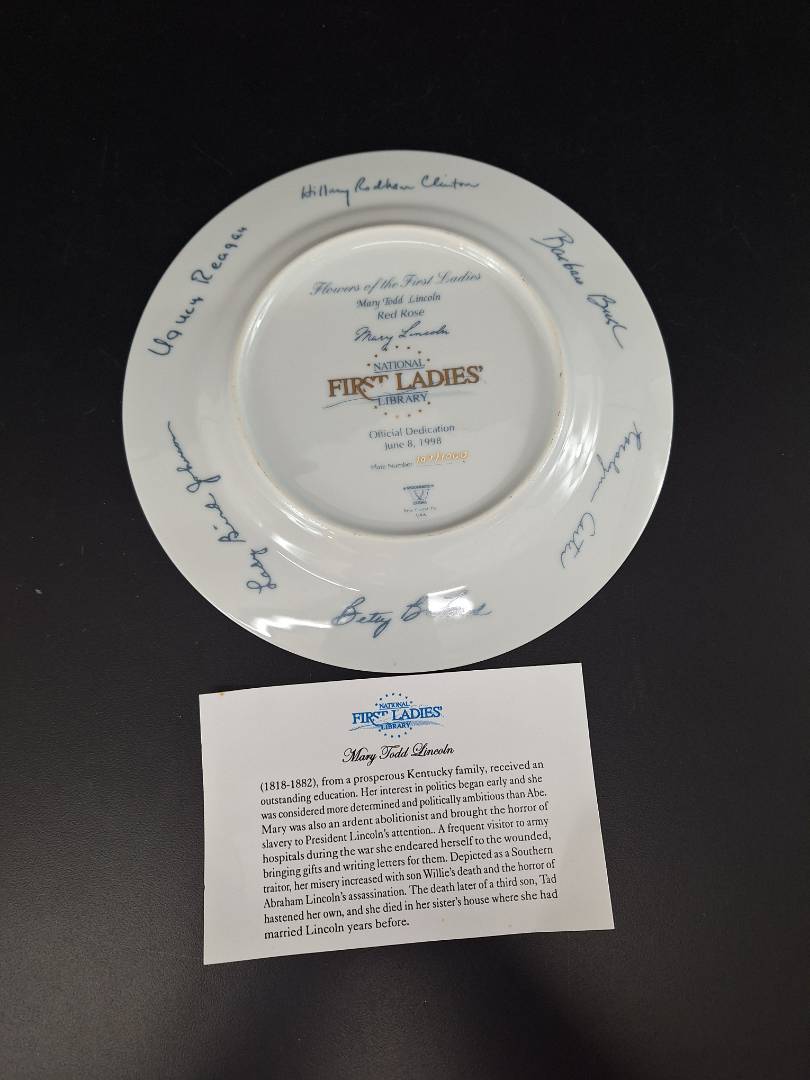 Hillary Rodham Clinton
Barbara Bush
Rosalynn Carter
Betty
Lady Bird Johnson
Nancy Reagan
Flowers of the First Ladies
Mary Todd Lincoln
Red Rose
Mary Lincoln
NATIONAL
FIRST LADIES'
LIBRARY
Official Dedication
June 8, 1998
Plate Number
USA
NATIONAL
FIRST LADIES'
LIBRARY
Mary Todd Lincoln
(1818-1882), from a prosperous Kentucky family, received an
outstanding education. Her interest in politics began early and she
was considered more determined and politically ambitious than Abe.
Mary was also an ardent abolitionist and brought the horror of
slavery to President Lincoln's attention.. A frequent visitor to army
hospitals during the war she endeared herself to the wounded,
bringing gifts and writing letters for them. Depicted as a Southern
traitor, her misery increased with son Willie's death and the horror of
Abraham Lincoln's assassination. The death later of a third son, Tad
hastened her own, and she died in her sister's house where she had
married Lincoln years before.